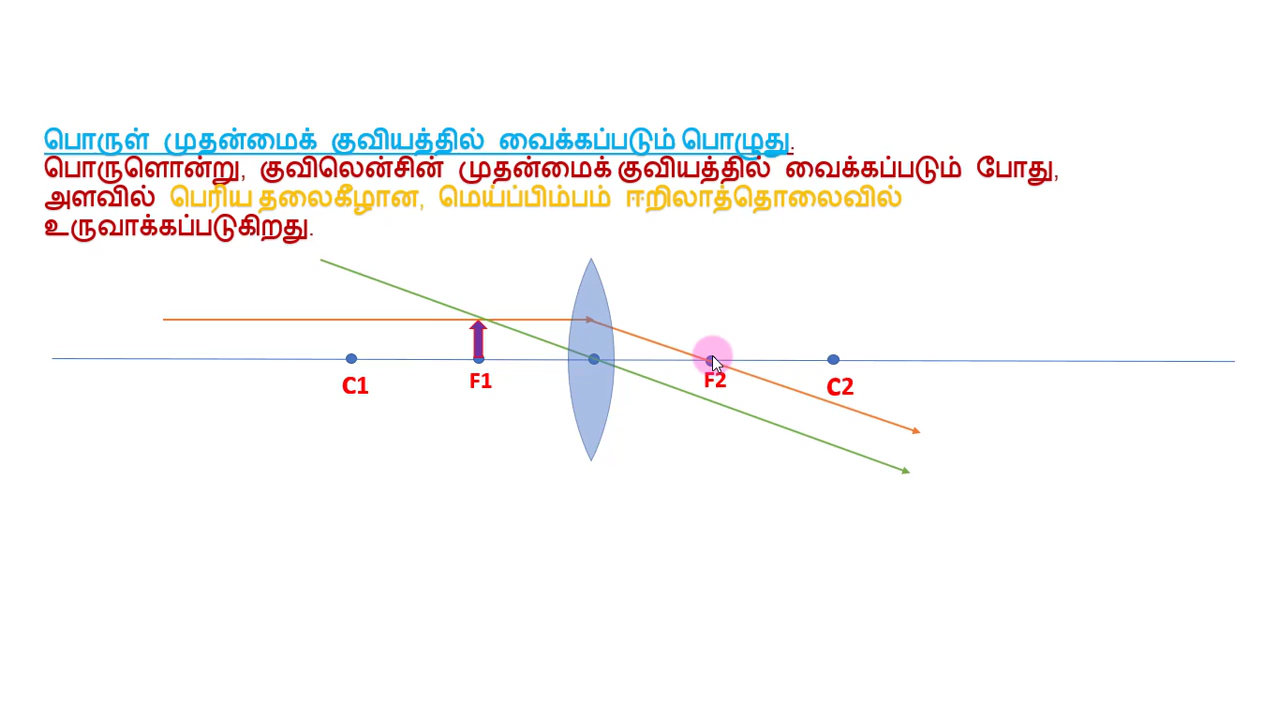 பொருள் முதன்மைக் குவியத்தில் வைக்கப்படும் பொழுது.
பொருளொன்று, குவிலென்சின் முதன்மைக் குவியத்தில் வைக்கப்படும் போது,
அளவில் பெரிய தலைகீழான, மெய்ப்பிம்பம் ஈறிலாத்தொலைவில்
உருவாக்கப்படுகிறது.
C1 F1 F2 C2